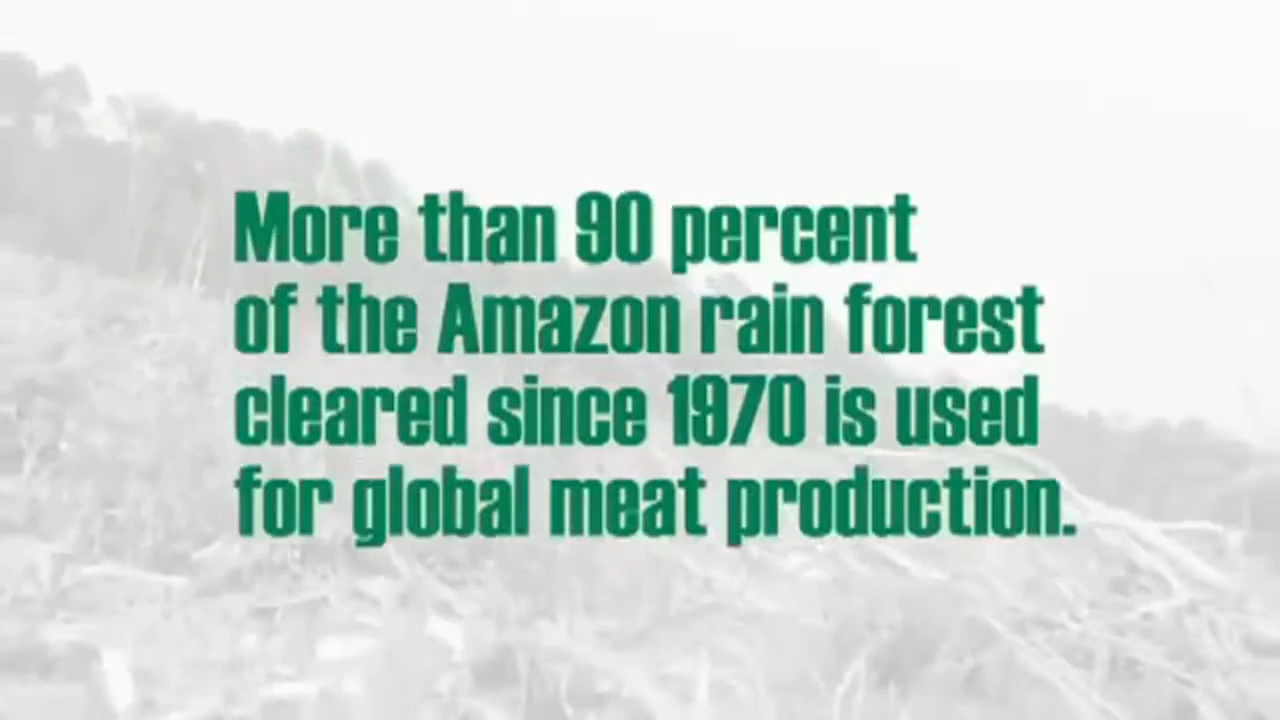 More than 90 percent
of the Amazon rain forest
cleared since 1970 is used
for global meat production.